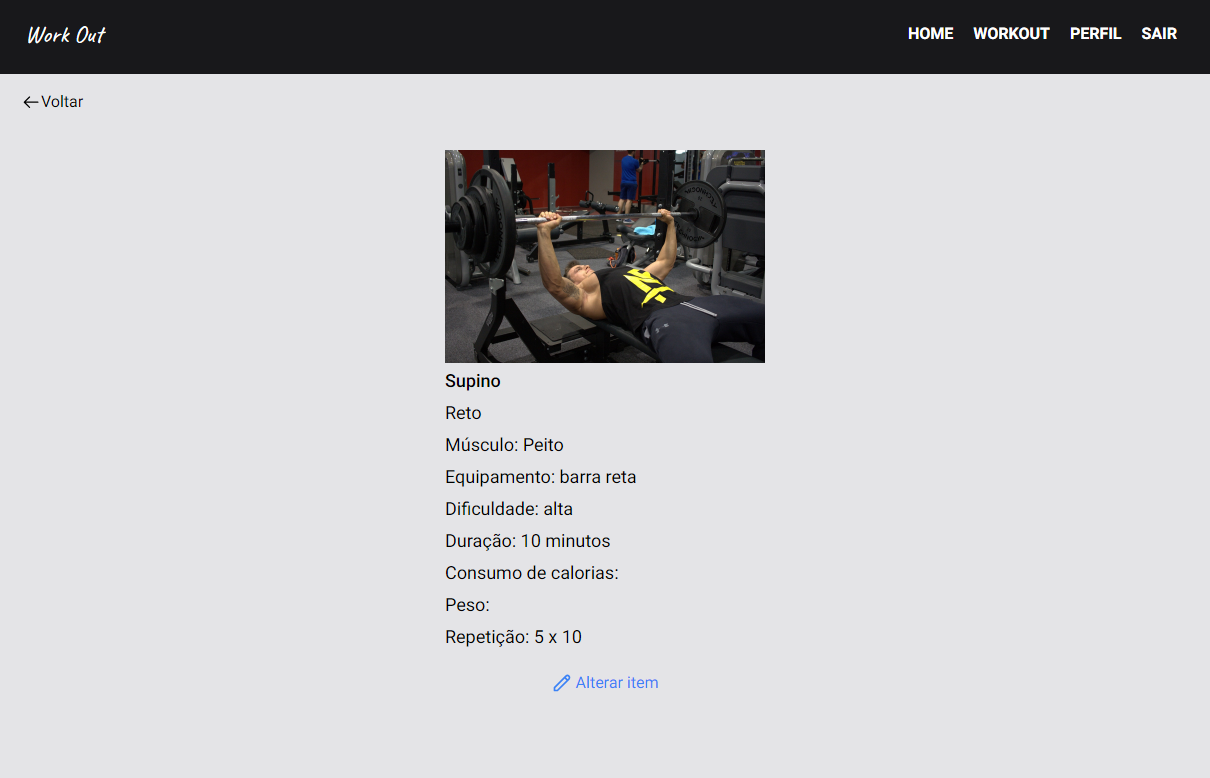 Work Out
HOME WORKOUT PERFIL SAIR
Voltar
Supino
Reto
Músculo: Peito
Equipamento: barra reta
Dificuldade: alta
Duração: 10 minutos
Consumo de calorias:
Peso:
Repetição: 5 x 10
Alterar item